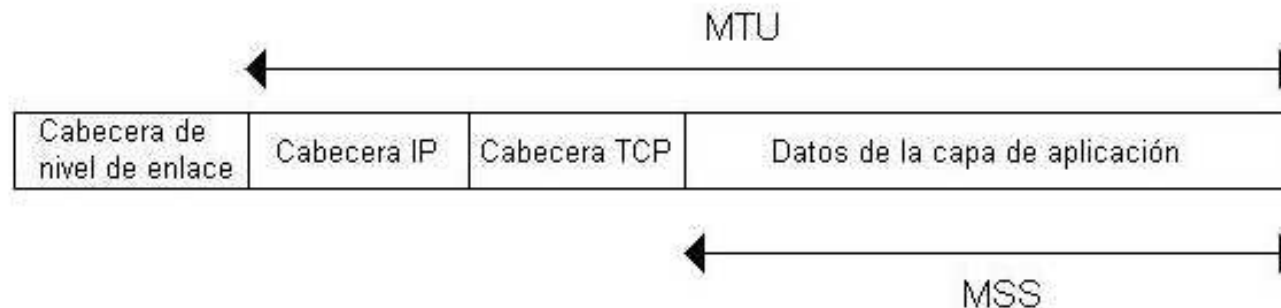 MTU
Cabecera de
nivel de enlace
Cabecera IP
Cabecera TCP
Datos de la capa de aplicación
MSS